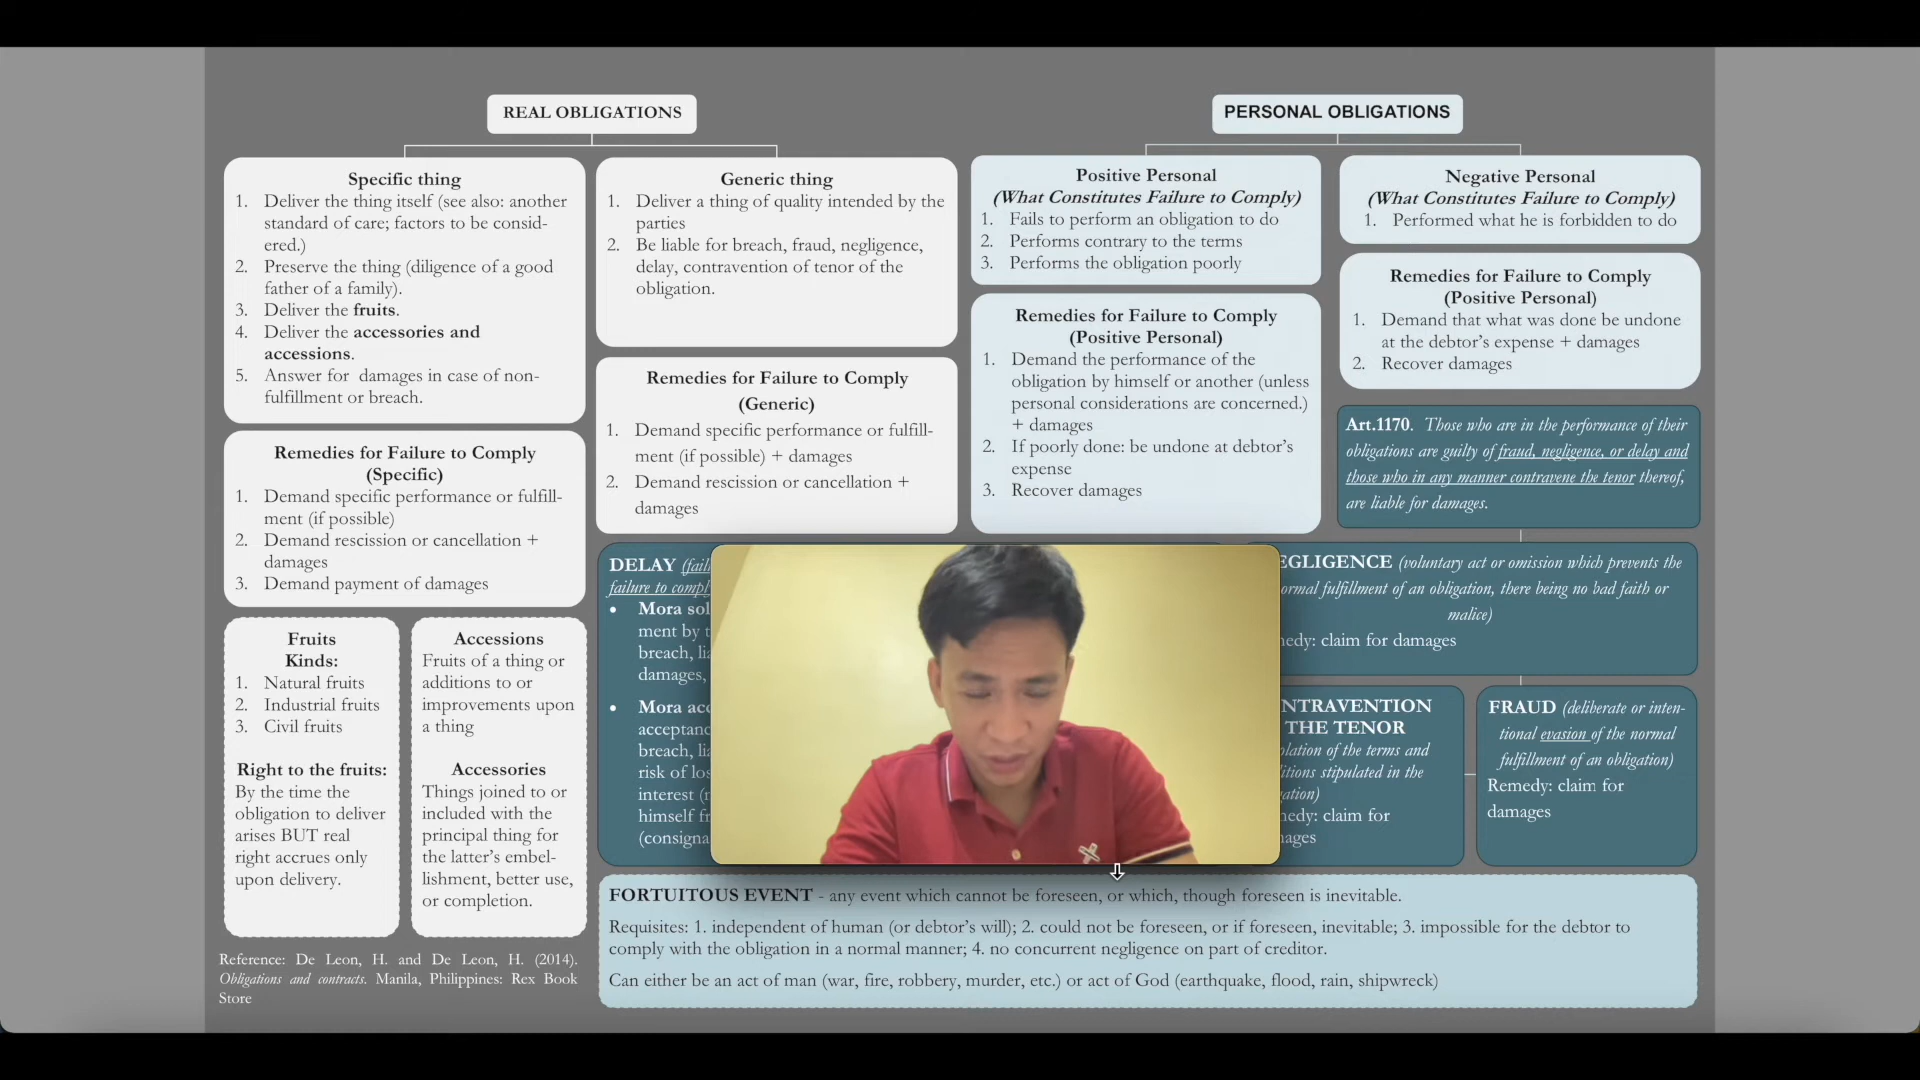 REAL OBLIGATIONS
Specific thing
1. Deliver the thing itself (see also: another
standard of care; factors to be consid-
ered.)
2. Preserve the thing (diligence of a good
father of a family).
3. Deliver the fruits.
4. Deliver the accessories and
accessions.
5. Answer for damages in case of non-
fulfillment or breach.
Remedies for Failure to Comply
(Specific)
1. Demand specific performance or fulfill-
ment (if possible)
2. Demand rescission or cancellation +
damages
3. Demand payment of damages
Fruits
Kinds:
1. Natural fruits
2. Industrial fruits
3. Civil fruits
Right to the fruits:
By the time the
obligation to deliver
arises BUT real
right accrues only
upon delivery.
Accessions
Fruits of a thing or
additions to or
improvements upon
a thing
Accessories
Things joined to or
included with the
principal thing for
the latter's embel-
lishment, better use,
or completion.
Reference: De Leon, H. and De Leon, H. (2014).
Obligations and contracts. Manila, Philippines: Rex Book
Store
Generic thing
1. Deliver a thing of quality intended by the
parties
2. Be liable for breach, fraud, negligence,
delay, contravention of tenor of the
obligation.
Remedies for Failure to Comply
(Generic)
1. Demand specific performance or fulfill-
ment (if possible) + damages
2. Demand rescission or cancellation +
damages
PERSONAL OBLIGATIONS
Positive Personal
(What Constitutes Failure to Comply)
1. Fails to perform an obligation to do
2. Performs contrary to the terms
3. Performs the obligation poorly
Remedies for Failure to Comply
(Positive Personal)
1. Demand the performance of the
obligation by himself or another (unless
personal considerations are concerned.)
+ damages
2. If poorly done: be undone at debtor's
expense
3. Recover damages
Negative Personal
(What Constitutes Failure to Comply)
1. Performed what he is forbidden to do
Remedies for Failure to Comply
(Positive Personal)
1. Demand that what was done be undone
at the debtor's expense + damages
2. Recover damages
Art.1170. Those who are in the performance of their
obligations are guilty of fraud, negligence, or delay and
those who in any manner contravene the tenor thereof,
are liable for damages.
DELAY
failure to
• Mora
ment by
breach,
damages,
• Mora
breach,
risk of
interest
himself
(voluntary act or omission which prevents the
fulfillment of an obligation, there being no bad faith or
malice)
claim for damages
THE TENOR
of the terms and
stipulated in the
claim for
FRAUD (deliberate or inten-
tional evasion of the normal
fulfillment of an obligation)
Remedy: claim for
damages
FORTUITOUS EVENT - any event which cannot be foreseen, or which, though foreseen is inevitable.
Requisites: 1. independent of human (or debtor's will); 2. could not be foreseen, or if foreseen, inevitable; 3. impossible for the debtor to
comply with the obligation in a normal manner; 4. no concurrent negligence on part of creditor.
Can either be an act of man (war, fire, robbery, murder, etc.) or act of God (earthquake, flood, rain, shipwreck)